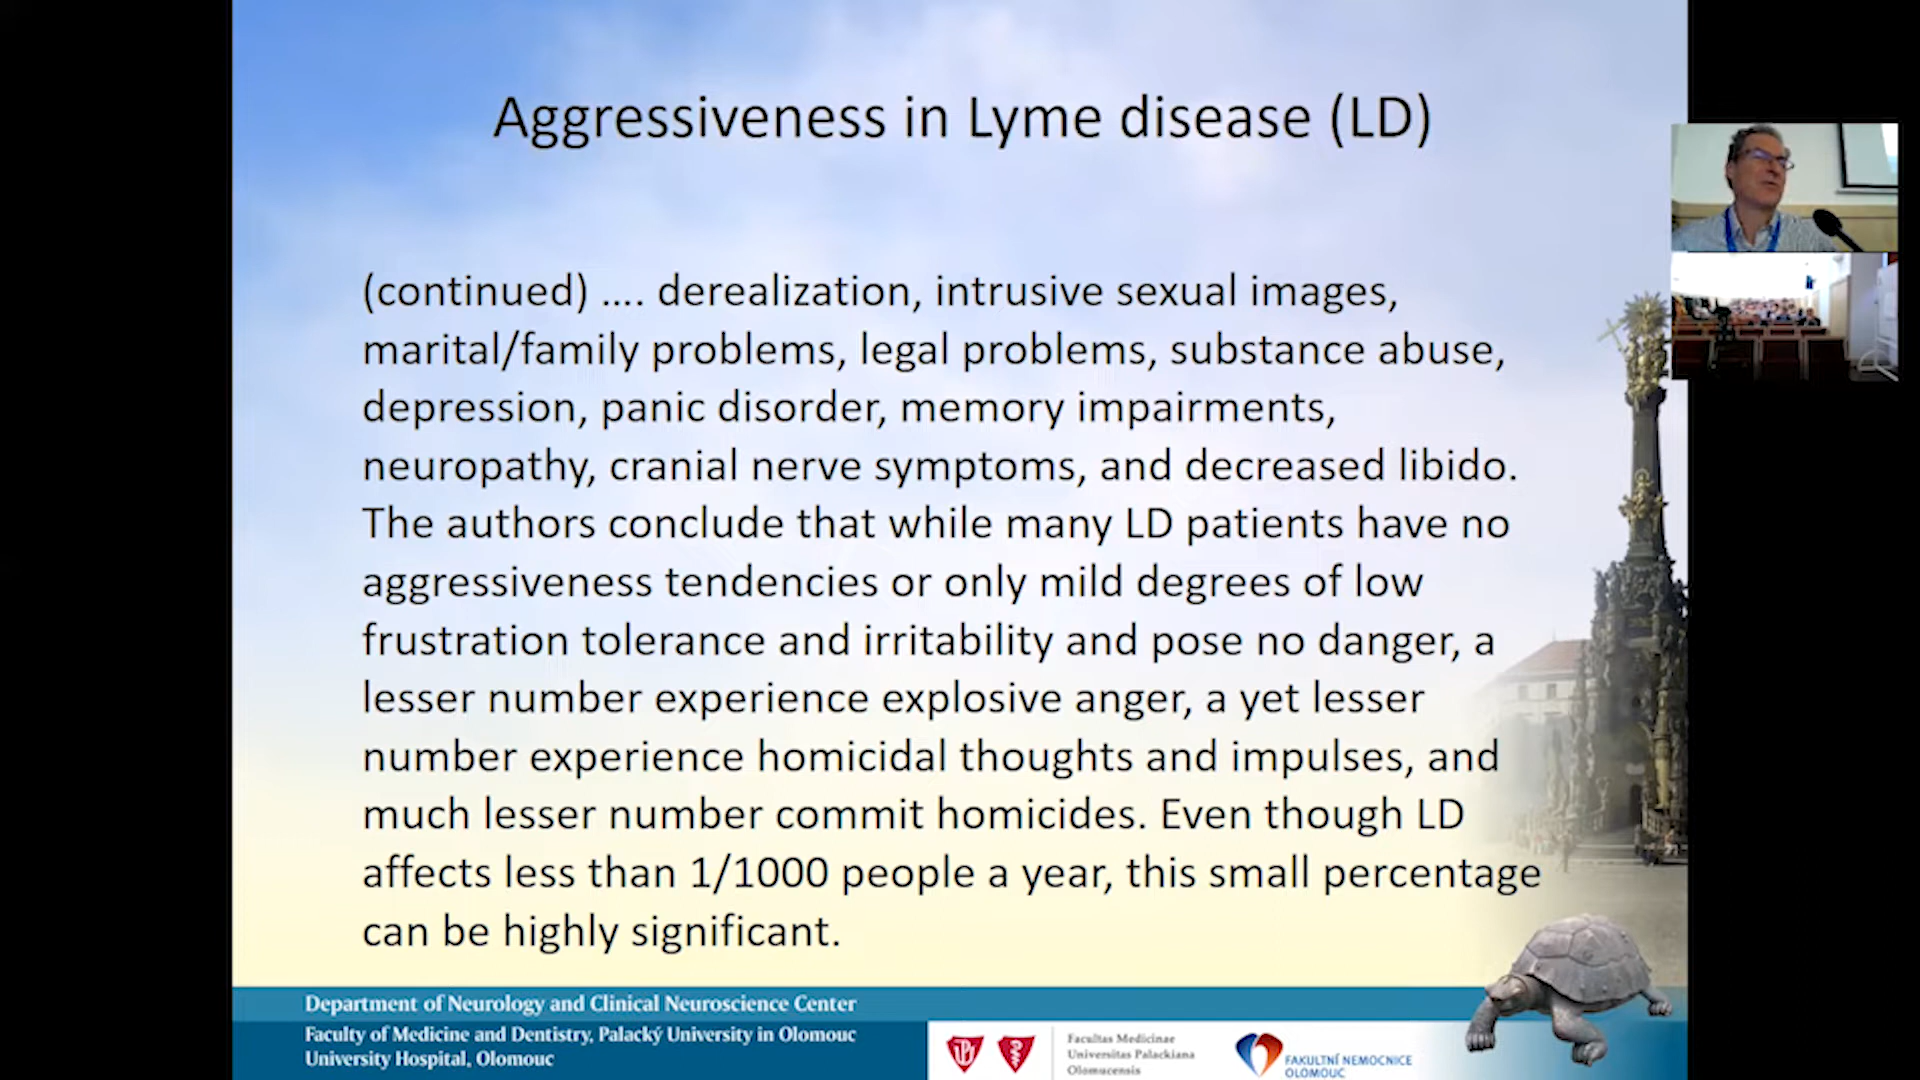 Aggressiveness in Lyme disease (LD)
(continued) .... derealization, intrusive sexual images,
marital/family problems, legal problems, substance abuse,
depression, panic disorder, memory impairments,
neuropathy, cranial nerve symptoms, and decreased libido.
The authors conclude that while many LD patients have no
aggressiveness tendencies or only mild degrees of low
frustration tolerance and irritability and pose no danger, a
lesser number experience explosive anger, a yet lesser
number experience homicidal thoughts and impulses, and
much lesser number commit homicides. Even though LD
affects less than 1/1000 people a year, this small percentage
can be highly significant.
Department of Neurology and Clinical Neuroscience Center
Faculty of Medicine and Dentistry, Palacký University in Olomouc
University Hospital, Olomouc
Facultas Medicinae
Universitas Palackiana
Olomucensis
FAKULTNÍ NEMOCNICE
OLOMOUC